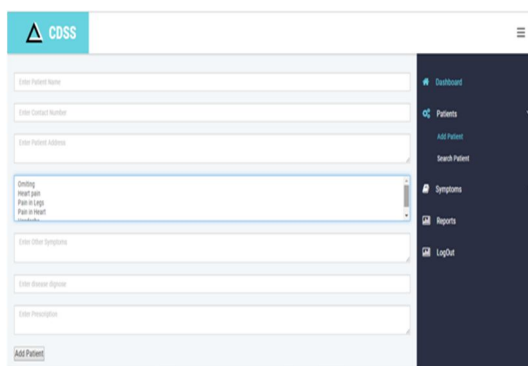 CDSS
Enter Patient Name
Enter Contact Number
Enter Patient Address
Omiting
Heart pain
Pain in Legs
Pain in Heart
Enter Other Symptoms
Enter disease
Enter Prescription
Add Patient
Dashboard
Patients
Add Patient
Search Patient
Symptoms
Reports
LogOut